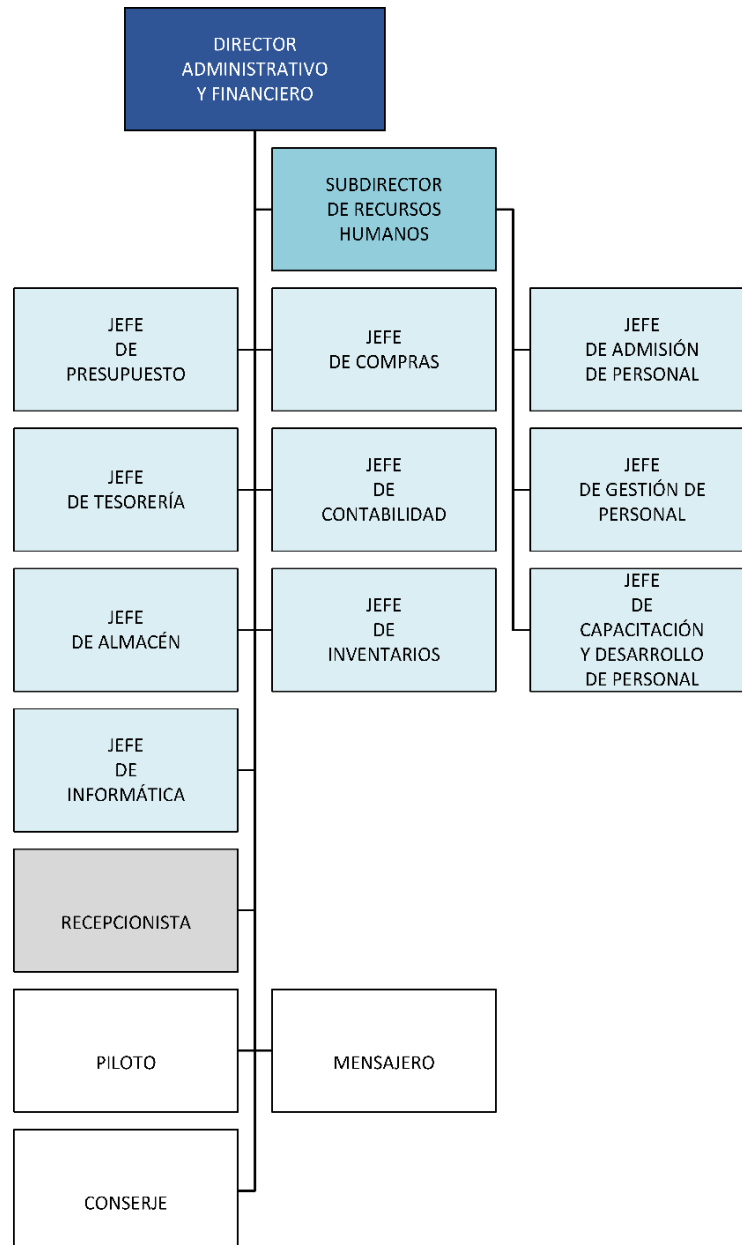 DIRECTOR
ADMINISTRATIVO
Y FINANCIERO
SUBDIRECTOR
DE RECURSOS
HUMANOS
JEFE
DE
PRESUPUESTO
JEFE
DE COMPRAS
JEFE
DE ADMISIÓN
DE PERSONAL
JEFE
DE TESORERÍA
JEFE
DE
CONTABILIDAD
JEFE
DE GESTIÓN DE
PERSONAL
JEFE
DE ALMACÉN
JEFE
DE
INVENTARIOS
JEFE
DE
CAPACITACIÓN
Y DESARROLLO
DE PERSONAL
JEFE
DE
INFORMÁTICA
RECEPCIONISTA
PILOTO
MENSAJERO
CONSERJE